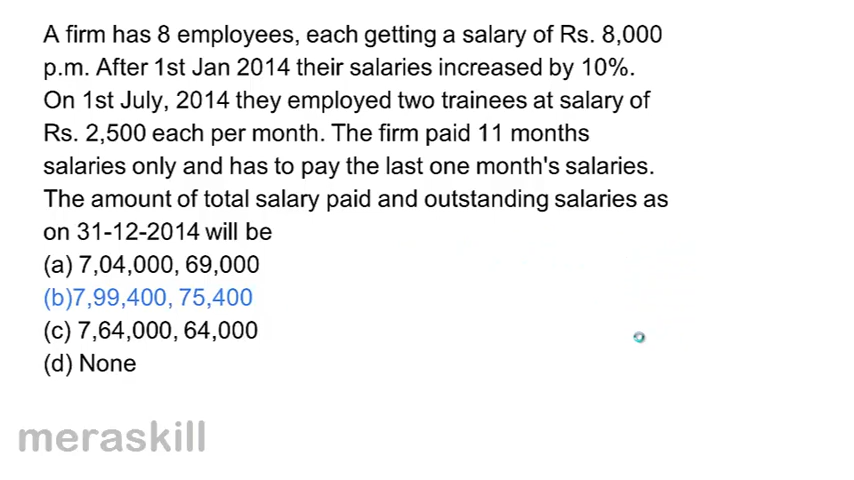 A firm has 8 employees, each getting a salary of Rs. 8,000
p.m. After 1st Jan 2014 their salaries increased by 10%.
On 1st July, 2014 they employed two trainees at salary of
Rs. 2,500 each per month. The firm paid 11 months
salaries only and has to pay the last one month's salaries.
The amount of total salary paid and outstanding salaries as
on 31-12-2014 will be
(a) 7,04,000, 69,000
(b)7,99,400, 75,400
(c) 7,64,000, 64,000
(d) None
meraskill